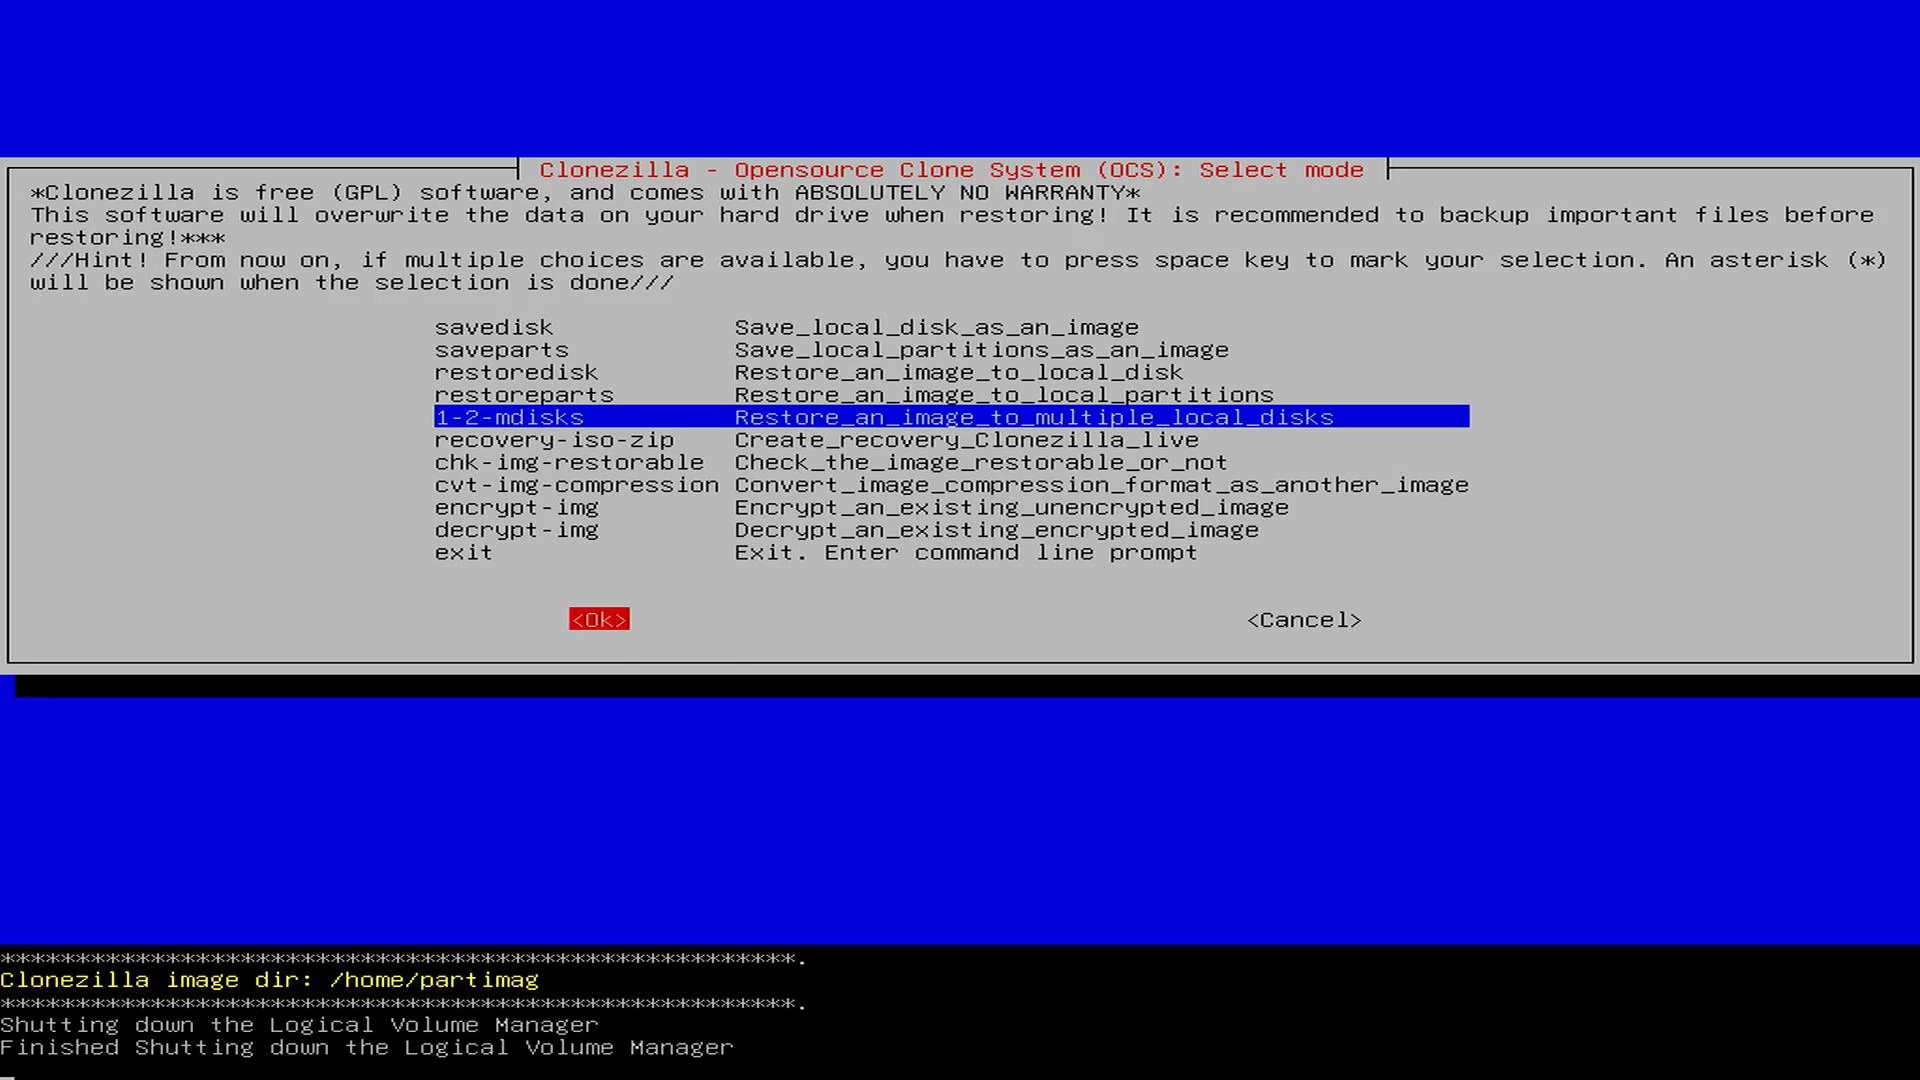 Clonezilla - Opensource Clone System (OCS): Select mode
*Clonezilla is free (GPL) software, and comes with ABSOLUTELY NO WARRANTY*
This software will overwrite the data on your hard drive when restoring! It is recommended to backup important files before
restoring!***
///Hint! From now on, if multiple choices are available, you have to press space key to mark your selection. An asterisk (*)
will be shown when the selection is done///
savedisk Save_local_disk_as_an_image
saveparts Save_local_partitions_as_an_image
restoredisk Restore_an_image_to_local_disk
restoreparts Restore_an_image_to_local_partitions
1-2-mdisks Restore_an_image_to_multiple_local_disks
recovery-iso-zip Create_recovery_Clonezilla_live
chk-img-restorable Check_the_image_restorable_or_not
cvt-img-compression Convert_image_compression_format_as_another_image
encrypt-img Encrypt_an_existing_unencrypted_image
decrypt-img Decrypt_an_existing_encrypted_image
exit Exit. Enter command line prompt
<Ok> <Cancel>
*****************************************************.
Clonezilla image dir: /home/partimag
*****************************************************.
Shutting down the Logical Volume Manager
Finished Shutting down the Logical Volume Manager